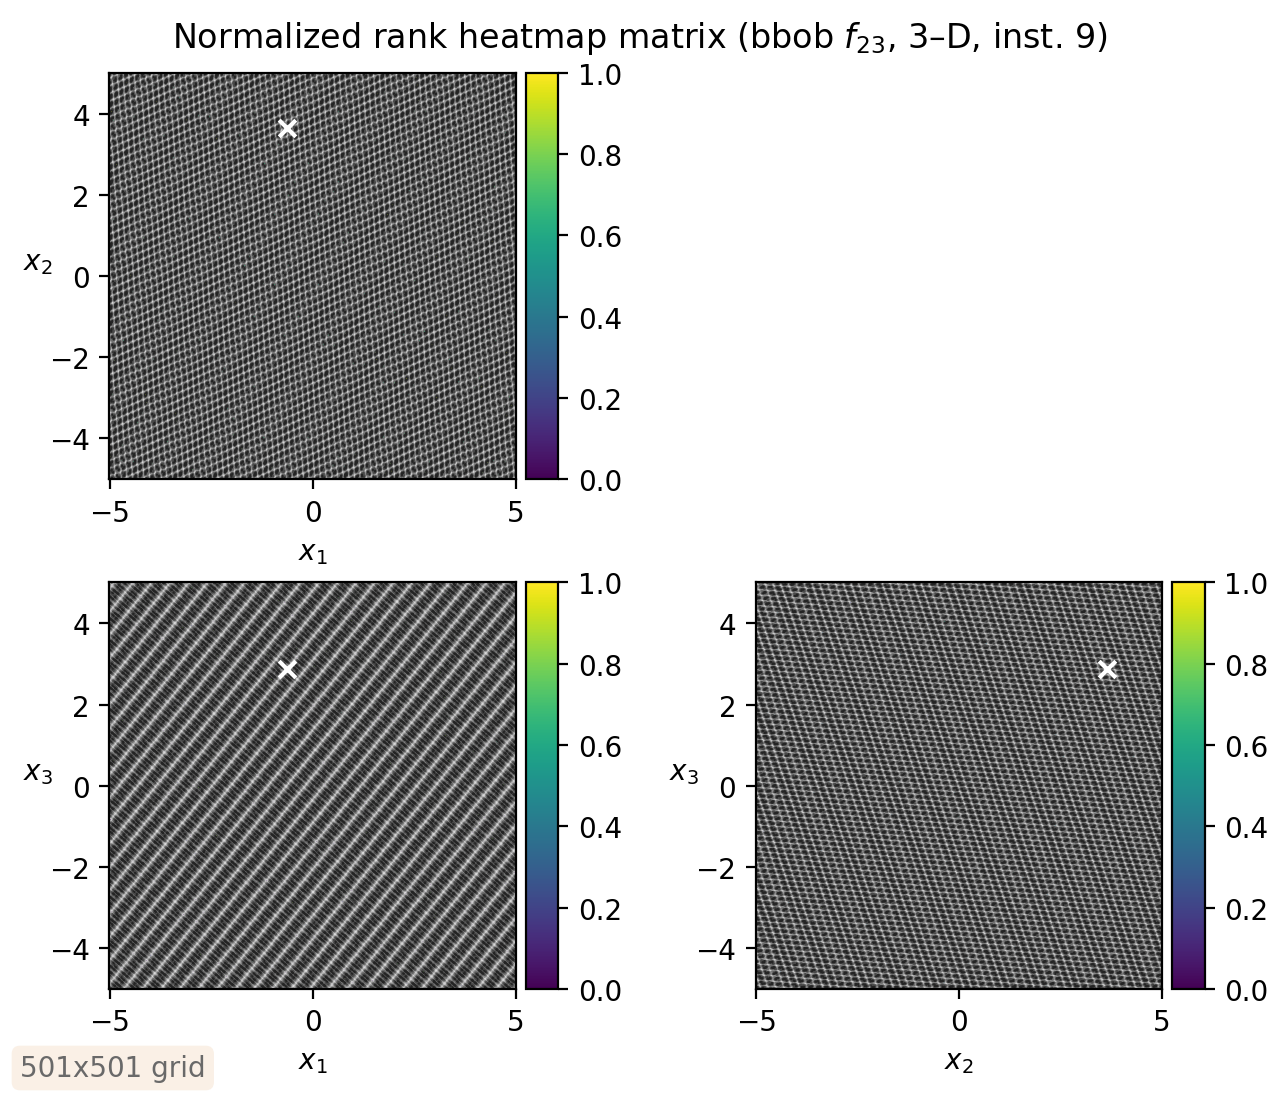 Normalized rank heatmap matrix (bbob f23, 3–D, inst. 9)
1.0
4
0.8
2
0.6
x2
0
0.4
−2
0.2
−4
0.0
−5 0 5
x1
1.0 1.0
4 0.8 4 0.8
2 0.6 2 0.6
x3 0 x3 0
0.4 0.4
−2 −2
0.2 0.2
−4 −4
0.0 0.0
−5 0 5 −5 0 5
501x501 grid x1 x2